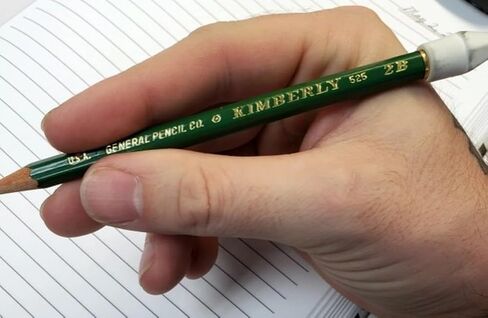 U.S.A. GENERAL PENCIL CO. KIMBERLY 525 2B